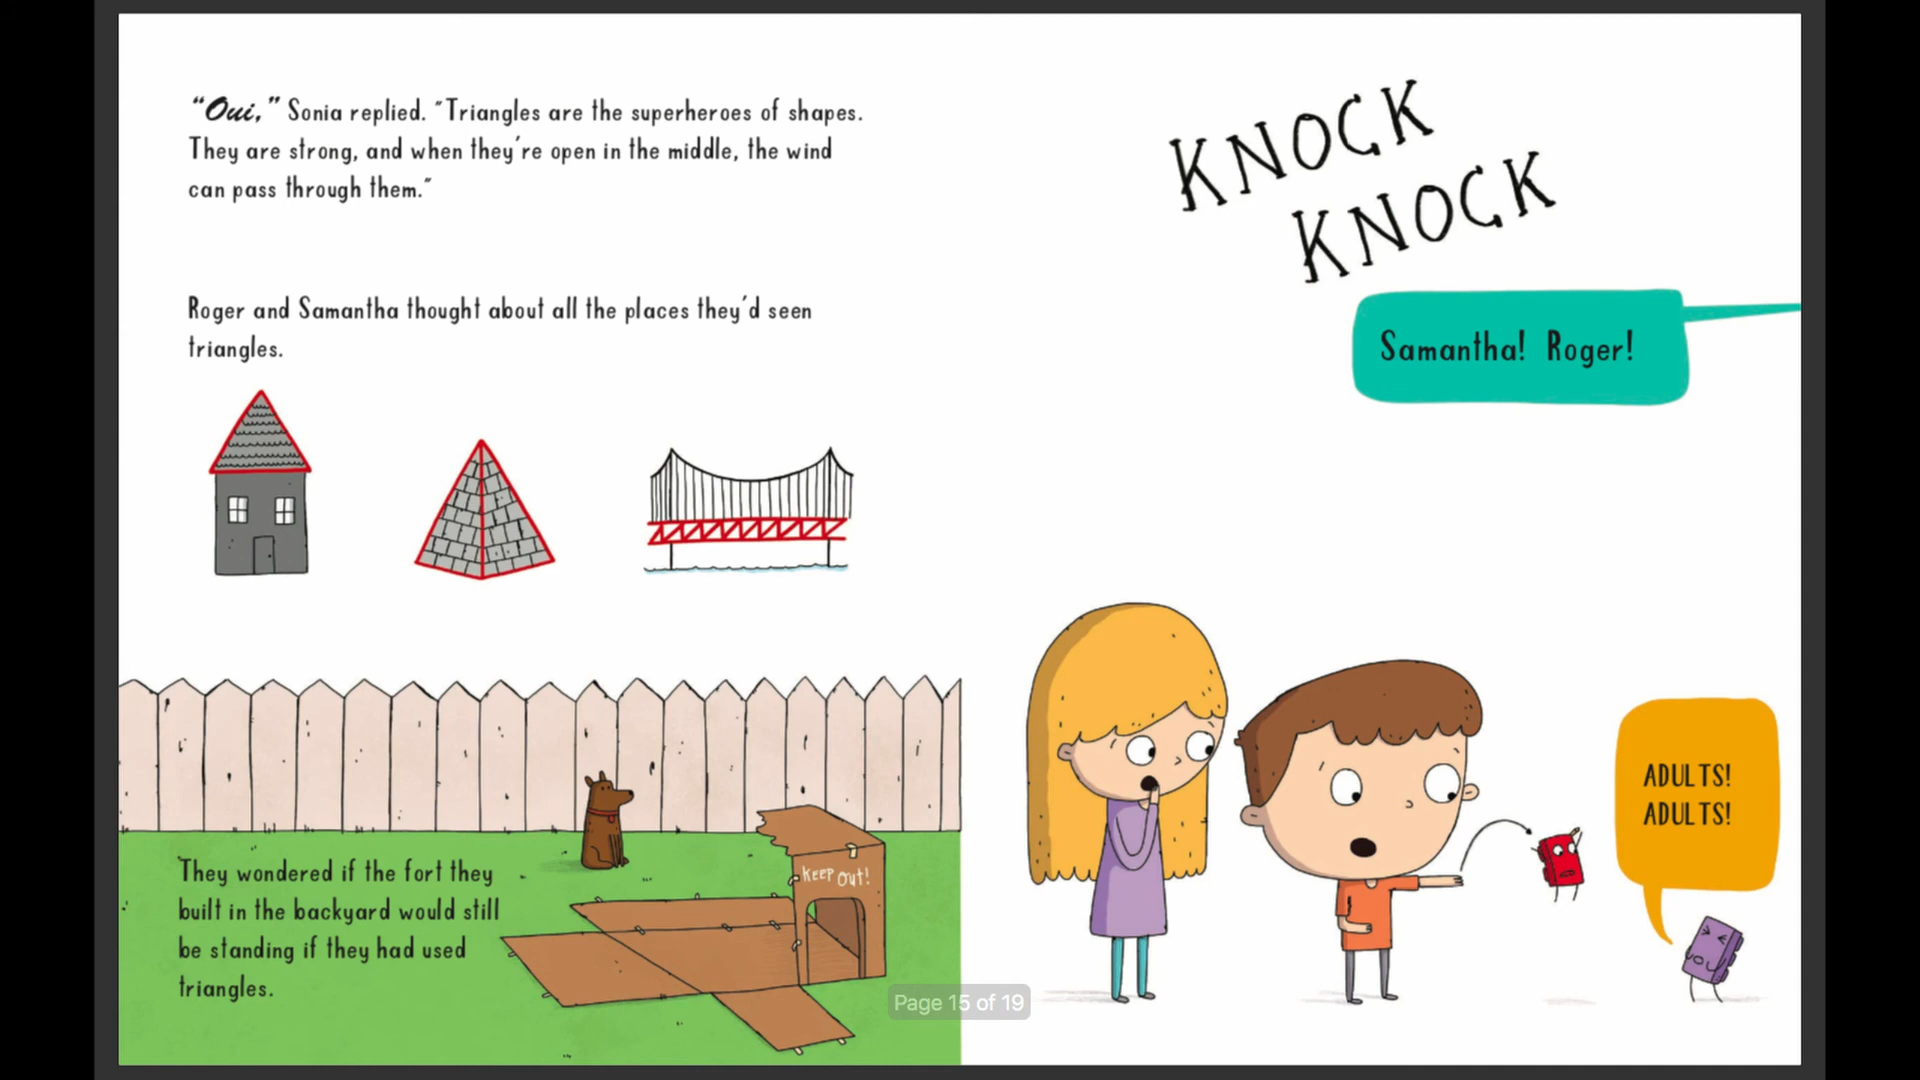 “Oui,” Sonia replied. “Triangles are the superheroes of shapes.
They are strong, and when they’re open in the middle, the wind
can pass through them.”
Roger and Samantha thought about all the places they’d seen
triangles.
They wondered if the fort they
built in the backyard would still
be standing if they had used
triangles.
Keep out!
KNOCK
KNOCK
Samantha! Roger!
ADULTS!
ADULTS!
Page 15 of 19